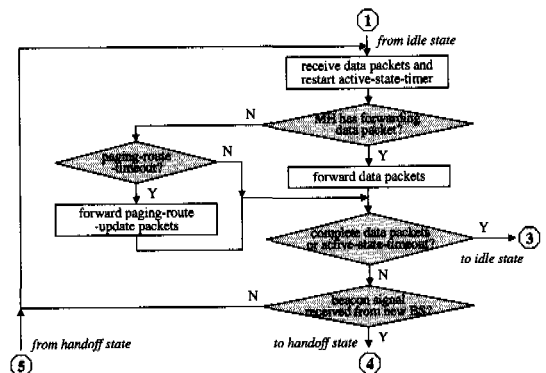 1
from idle state
receive data packets and
restart active-state-timer
N
MH has forwarding
data packet?
paging-route
timeout?
N
Y
forward data packets
Y
forward paging-route
-update packets
complete data packets
or active-state-timeout?
Y
3
to idle state
N
N
beacon signal
received from new BS?
from handoff state
to handoff state
Y
5
4